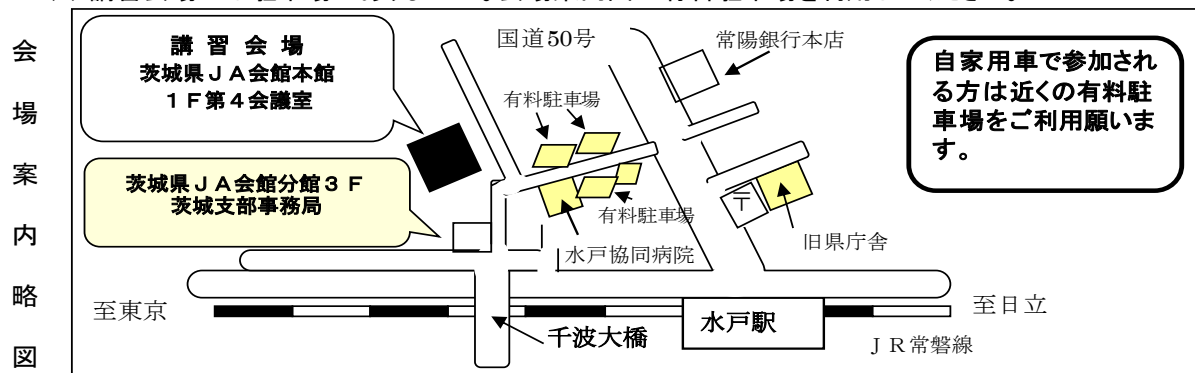 会場案内略図
講 習 会 場
茨城県ＪＡ会館本館
１Ｆ第４会議室
国道50号
常陽銀行本店
自家用車で参加され
る方は近くの有料駐
車場をご利用願いま
す。
有料駐車場
茨城県ＪＡ会館分館３Ｆ
茨城支部事務局
有料駐車場
〒
旧県庁舎
水戸協同病院
至東京
至日立
水戸駅
千波大橋
ＪＲ常磐線